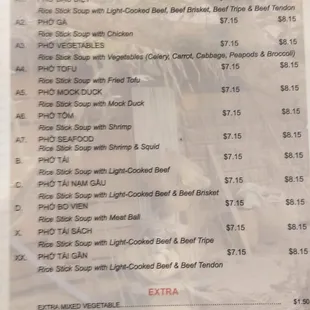 Rice Stick Soup with Light-Cooked Beef, Beef Brisket, Beef Tripe & Beef Tendon
A2. PHỞ GÀ $7.15 $8.15
Rice Stick Soup with Chicken
A3. PHỞ VEGETABLES $7.15 $8.15
Rice Stick Soup with Vegetables (Celery, Carrot, Cabbage, Peapods & Broccoli)
A4. PHỞ TOFU $7.15 $8.15
Rice Stick Soup with Fried Tofu
A5. PHỞ MOCK DUCK $7.15 $8.15
Rice Stick Soup with Mock Duck
A6. PHỞ TÔM $7.15 $8.15
Rice Stick Soup with Shrimp
A7. PHỞ SEAFOOD $7.15 $8.15
Rice Stick Soup with Shrimp & Squid
B. PHỞ TÁI $7.15 $8.15
Rice Stick Soup with Light-Cooked Beef
C. PHỞ TÁI NAM GÂU $7.15 $8.15
Rice Stick Soup with Light-Cooked Beef & Beef Brisket
D. PHỞ BO VIEN $7.15 $8.15
Rice Stick Soup with Meat Ball
X. PHỞ TÁI SÁCH $7.15 $8.15
Rice Stick Soup with Light-Cooked Beef & Beef Tripe
XX. PHỞ TÁI GÂN $7.15 $8.15
Rice Stick Soup with Light-Cooked Beef & Beef Tendon
EXTRA
EXTRA MIXED VEGETABLE $1.50